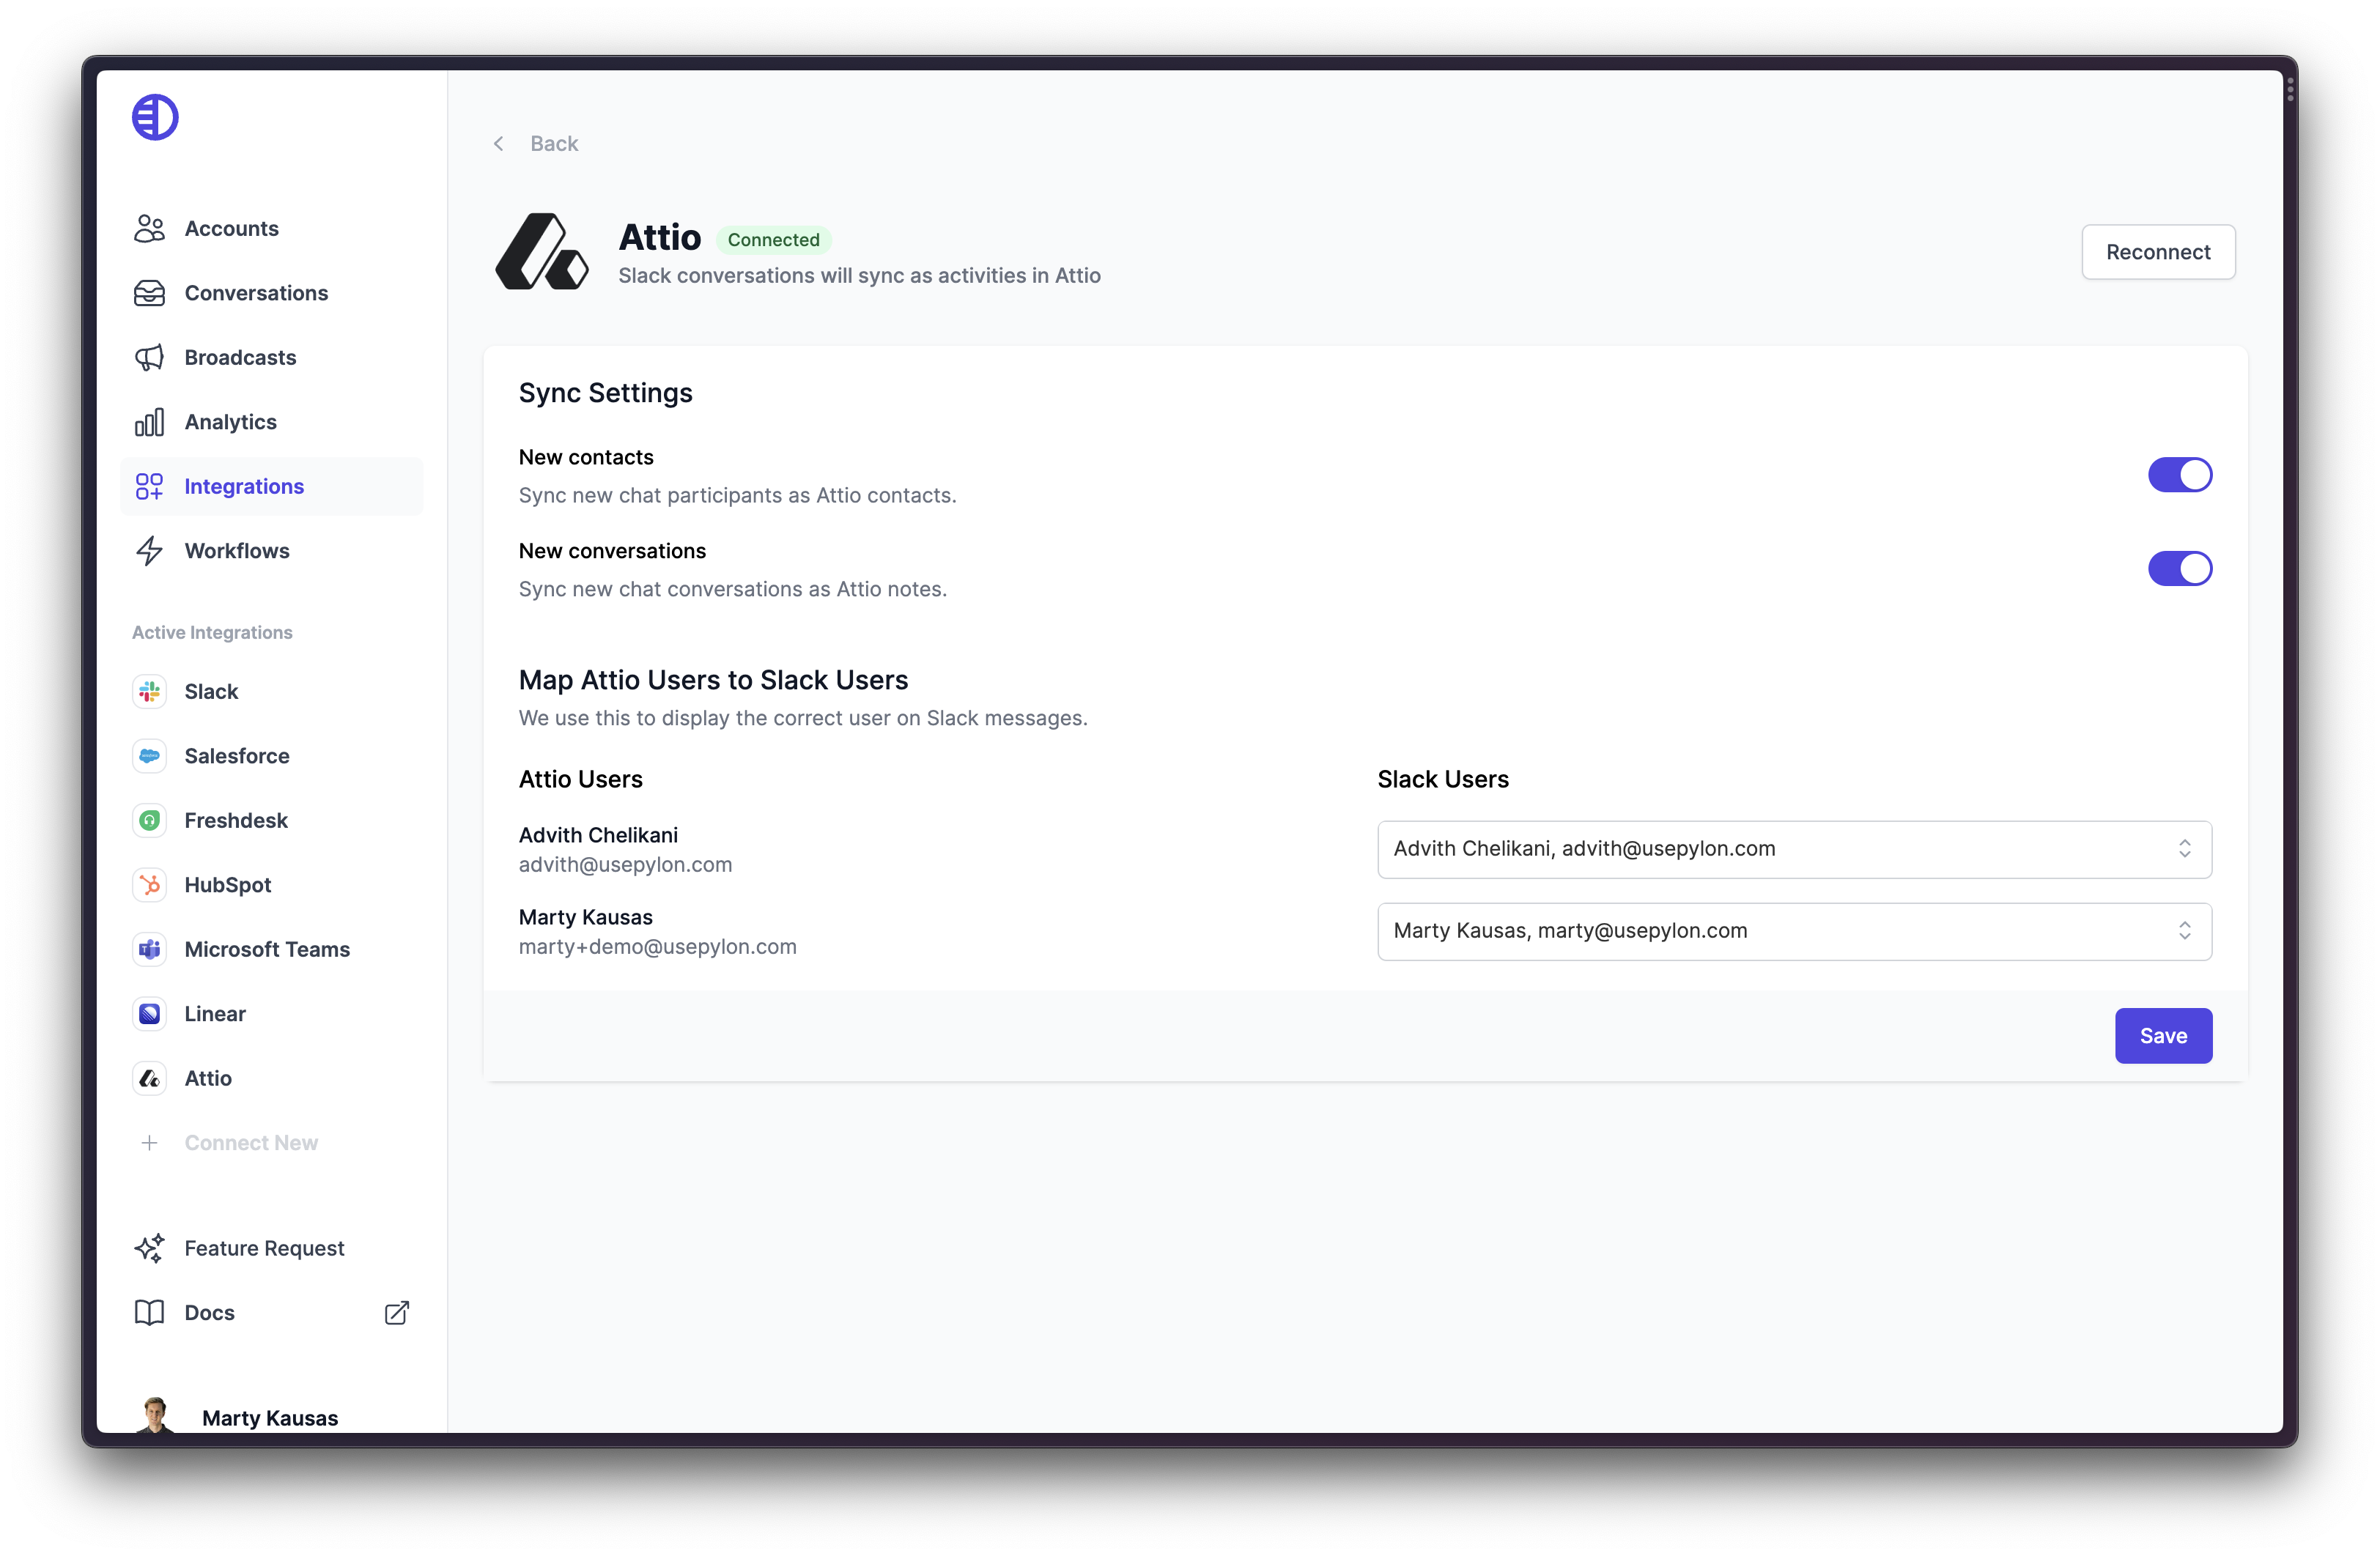 Accounts
Conversations
Broadcasts
Analytics
Integrations
Workflows
Active Integrations
Slack
Salesforce
Freshdesk
HubSpot
Microsoft Teams
Linear
Attio
Connect New
Feature Request
Docs
Marty Kausas
Back
Attio Connected
Slack conversations will sync as activities in Attio
Reconnect
Sync Settings
New contacts
Sync new chat participants as Attio contacts.
New conversations
Sync new chat conversations as Attio notes.
Map Attio Users to Slack Users
We use this to display the correct user on Slack messages.
Attio Users
Slack Users
Advith Chelikani
advith@usepylon.com
Advith Chelikani, advith@usepylon.com
Marty Kausas
marty+demo@usepylon.com
Marty Kausas, marty@usepylon.com
Save